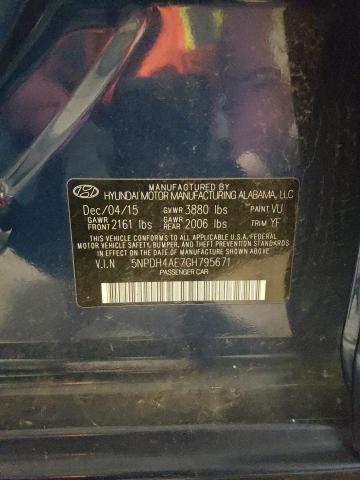 MANUFACTURED BY
HYUNDAI MOTOR MANUFACTURING ALABAMA, LLC
Dec/04/15 GVWR 3880 lbs PAINT VU
GAWR FRONT 2161 lbs GAWR REAR 2006 lbs TRIM YF
THIS VEHICLE CONFORMS TO ALL APPLICABLE U.S.A. FEDERAL
MOTOR VEHICLE SAFETY, BUMPER, AND THEFT PREVENTION STANDARDS
IN EFFECT ON THE DATE OF MANUFACTURE SHOWN ABOVE.
V.I.N 5NPDH4AE7GH795671
PASSENGER CAR